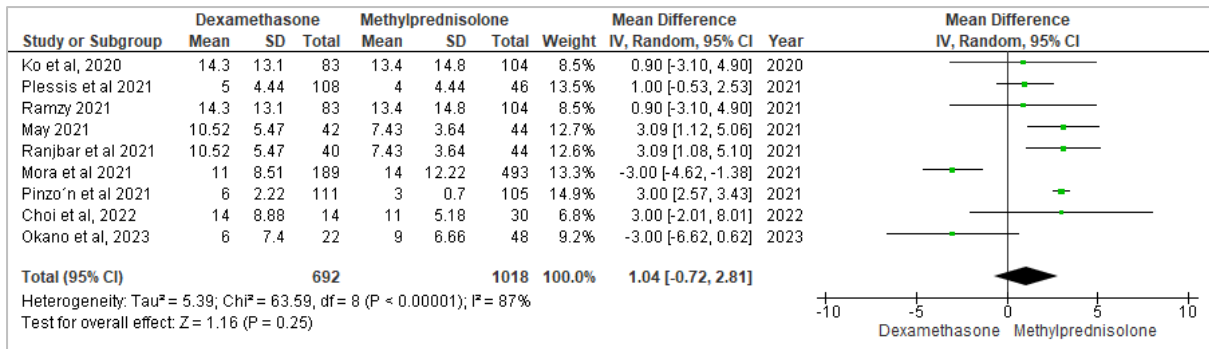 Dexamethasone Methylprednisolone Mean Difference Mean Difference
Study or Subgroup Mean SD Total Mean SD Total Weight IV, Random, 95% CI Year IV, Random, 95% CI
Ko et al, 2020 14.3 13.1 83 13.4 14.8 104 8.5% 0.90 [-3.10, 4.90] 2020
Plessis et al 2021 5 4.44 108 4 4.44 46 13.5% 1.00 [-0.53, 2.53] 2021
Ramzy 2021 14.3 13.1 83 13.4 14.8 104 8.5% 0.90 [-3.10, 4.90] 2021
May 2021 10.52 5.47 42 7.43 3.64 44 12.7% 3.09 [1.12, 5.06] 2021
Ranjbar et al 2021 10.52 5.47 40 7.43 3.64 44 12.6% 3.09 [1.08, 5.10] 2021
Mora et al 2021 11 8.51 189 14 12.22 493 13.3% -3.00 [-4.62, -1.38] 2021
Pinzo´n et al 2021 6 2.22 111 3 0.7 105 14.9% 3.00 [2.57, 3.43] 2021
Choi et al, 2022 14 8.88 14 11 5.18 30 6.8% 3.00 [-2.01, 8.01] 2022
Okano et al, 2023 6 7.4 22 9 6.66 48 9.2% -3.00 [-6.62, 0.62] 2023
Total (95% CI) 692 1018 100.0% 1.04 [-0.72, 2.81]
Heterogeneity: Tau² = 5.39; Chi² = 63.59, df = 8 (P < 0.00001); I² = 87%
Test for overall effect: Z = 1.16 (P = 0.25)
-10 -5 0 5 10
Dexamethasone Methylprednisolone